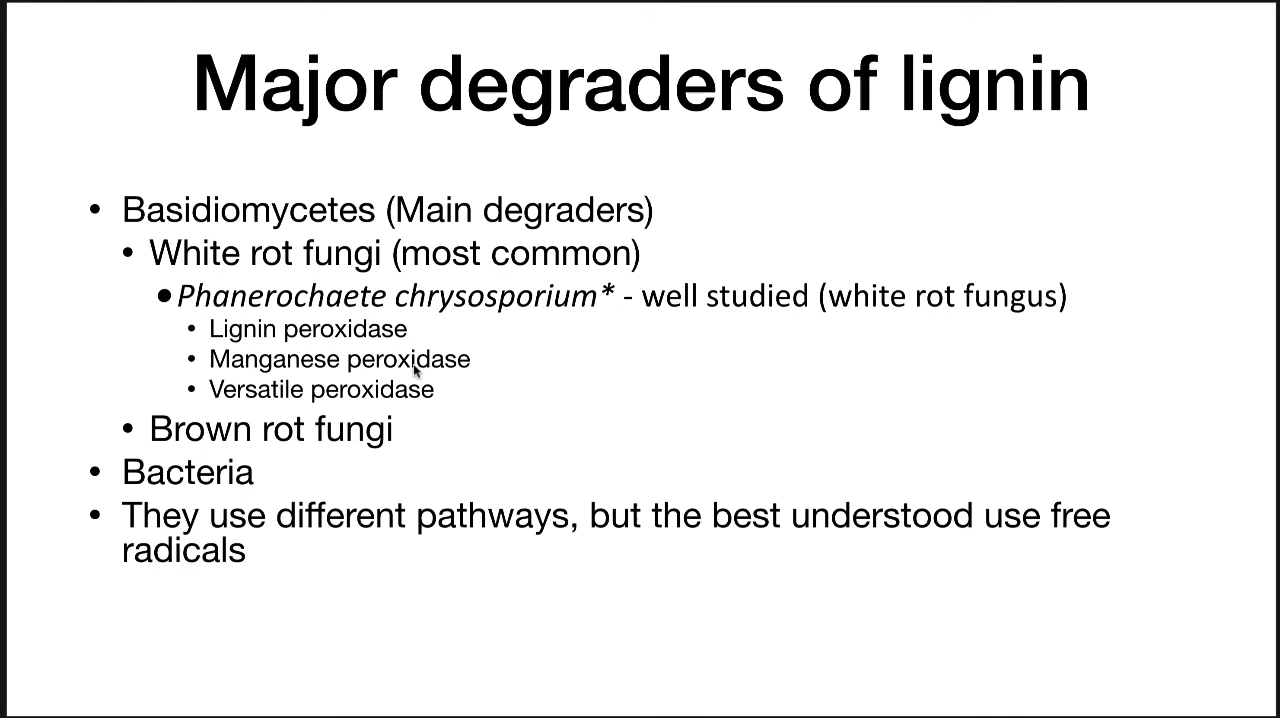 Major degraders of lignin
• Basidiomycetes (Main degraders)
• White rot fungi (most common)
• Phanerochaete chrysosporium* - well studied (white rot fungus)
• Lignin peroxidase
• Manganese peroxidase
• Versatile peroxidase
• Brown rot fungi
• Bacteria
• They use different pathways, but the best understood use free
radicals